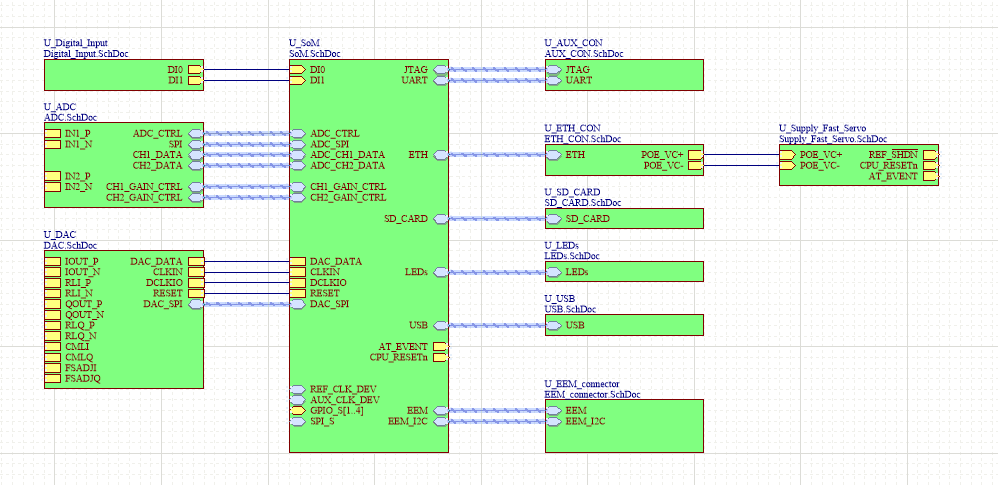 U_Digital_Input
Digital_Input.SchDoc
DI0
DI1
U_ADC
ADC.SchDoc
IN1_P
IN1_N
IN2_P
IN2_N
ADC_CTRL
SPI
CH1_DATA
CH2_DATA
CH1_GAIN_CTRL
CH2_GAIN_CTRL
U_DAC
DAC.SchDoc
IOUT_P
IOUT_N
RLI_P
RLI_N
QOUT_P
QOUT_N
RLQ_P
RLQ_N
CMLI
CMLQ
FSADJI
FSADJQ
DAC_DATA
CLKIN
DCLKIO
RESET
DAC_SPI
U_SoM
SoM.SchDoc
DI0
DI1
ADC_CTRL
ADC_SPI
ADC_CH1_DATA
ADC_CH2_DATA
CH1_GAIN_CTRL
CH2_GAIN_CTRL
DAC_DATA
CLKIN
DCLKIO
RESET
DAC_SPI
REF_CLK_DEV
AUX_CLK_DEV
GPIO_S[1..4]
SPI_S
JTAG
UART
ETH
SD_CARD
LEDs
USB
AT_EVENT
CPU_RESETn
EEM
EEM_I2C
U_AUX_CON
AUX_CON.SchDoc
JTAG
UART
U_ETH_CON
ETH_CON.SchDoc
ETH
POE_VC+
POE_VC-
U_SD_CARD
SD_CARD.SchDoc
SD_CARD
U_LEDs
LEDs.SchDoc
LEDs
U_USB
USB.SchDoc
USB
U_EEM_connector
EEM_connector.SchDoc
EEM
EEM_I2C
U_Supply_Fast_Servo
Supply_Fast_Servo.SchDoc
POE_VC+
POE_VC-
REF_SHDN
CPU_RESETn
AT_EVENT